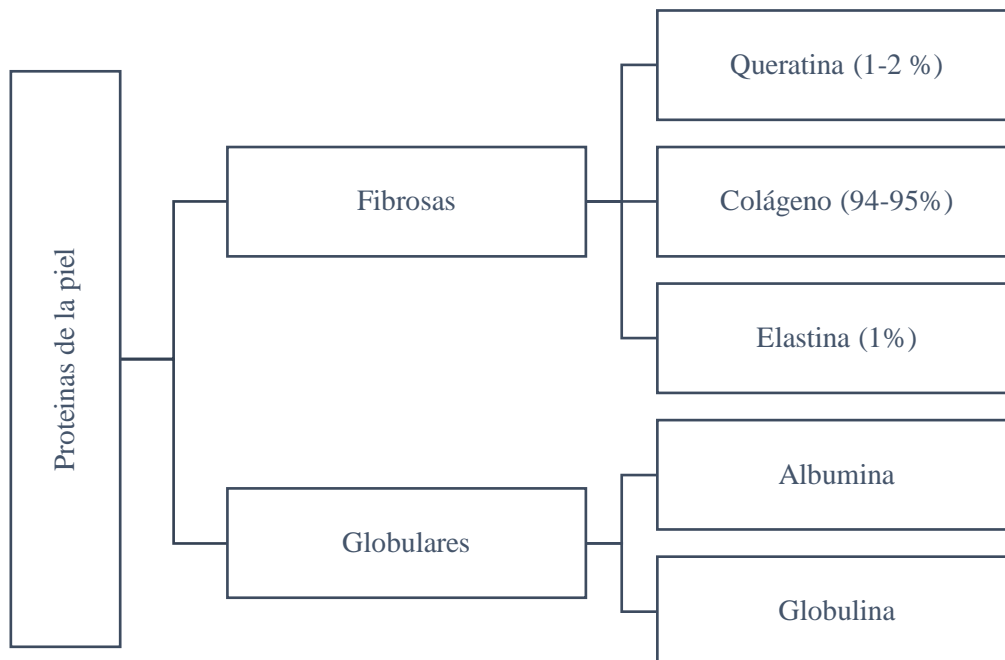 Proteinas de la piel
Fibrosas
Queratina (1-2 %)
Colágeno (94-95%)
Elastina (1%)
Globulares
Albumina
Globulina